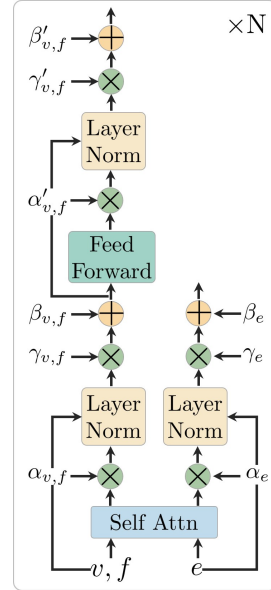 ×N
β′v,f
γ′v,f
Layer
Norm
α′v,f
Feed
Forward
βv,f
βe
γv,f
γe
Layer
Norm
Layer
Norm
αv,f
αe
Self Attn
v, f
e